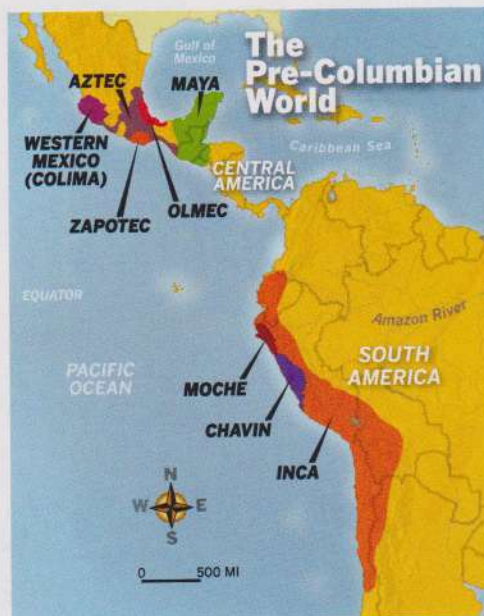 The
Pre-Columbian
World
Gulf of
Mexico
AZTEC
MAYA
WESTERN
MEXICO
(COLIMA)
ZAPOTEC
OLMEC
CENTRAL
AMERICA
Caribbean Sea
EQUATOR
Amazon River
PACIFIC
OCEAN
SOUTH
AMERICA
MOCHE
CHAVIN
INCA
N
W
E
S
0
500 MI